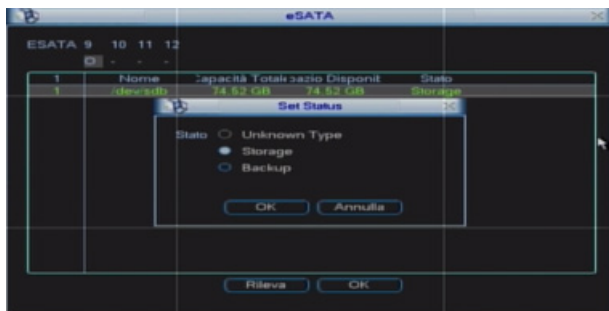 eSATA
ESATA 9 10 11 12
O - - -
1 Nome Capacità Totale Spazio Disponit Stato
1 /dev/sdb 74.52 GB 74.52 GB Storage
Set Status
Stato Unknown Type
Storage
Backup
OK Annulla
Rileva OK